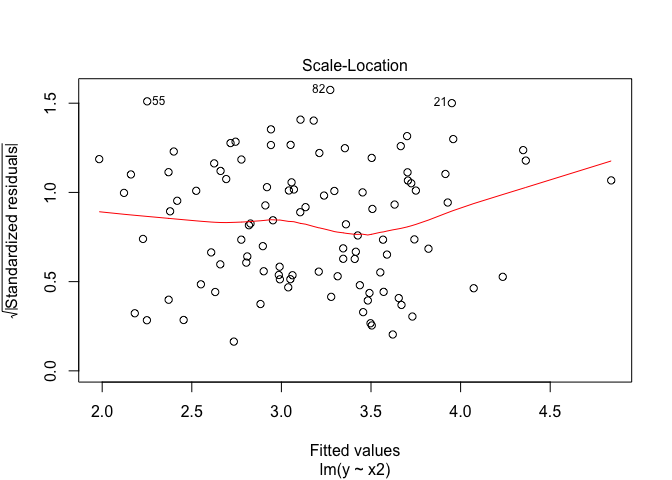 Scale-Location
√|Standardized residuals|
1.5
1.0
0.5
0.0
55
82
21
2.0 2.5 3.0 3.5 4.0 4.5
Fitted values
lm(y ~ x2)